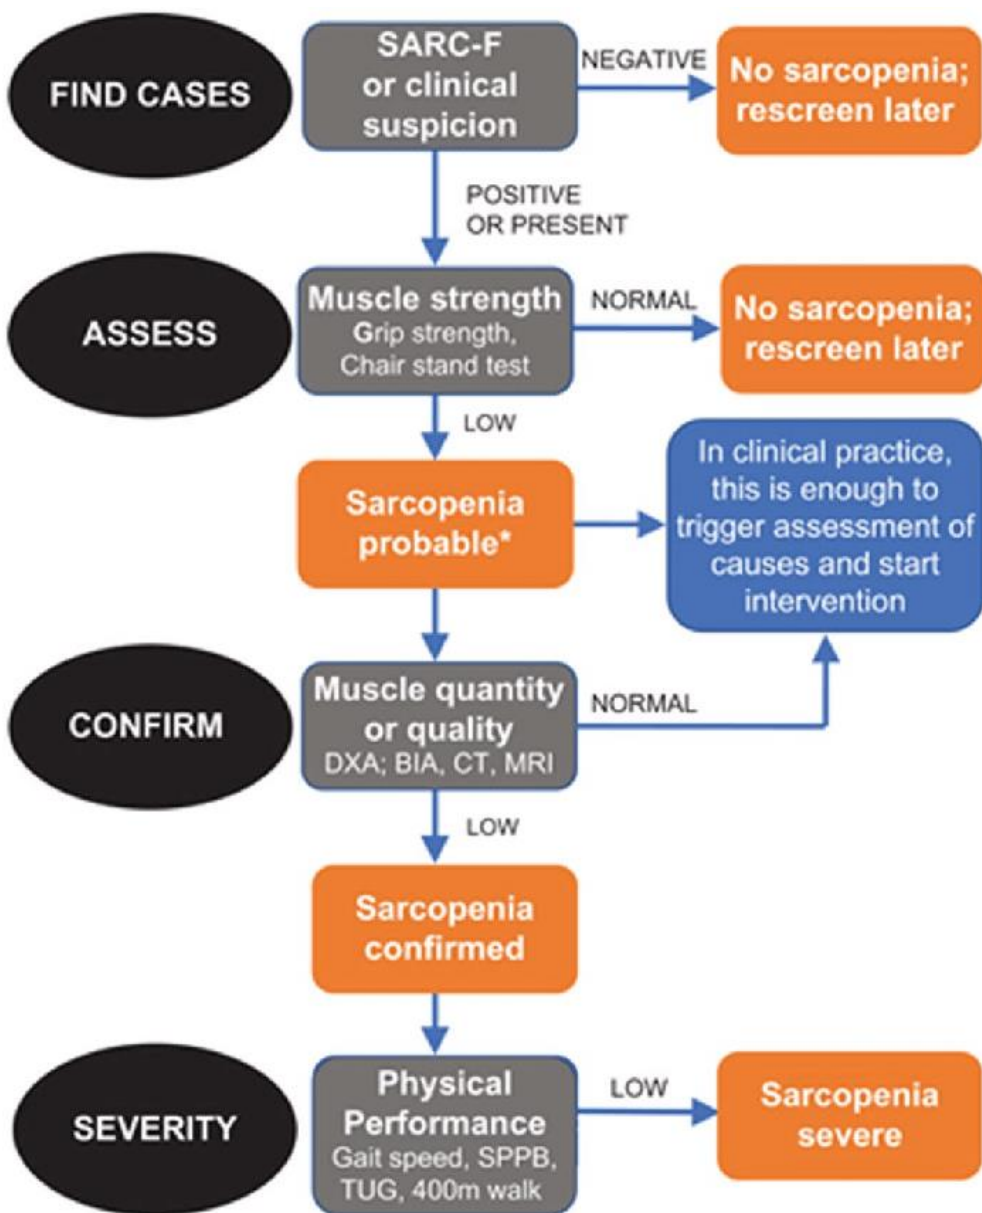 FIND CASES
SARC-F
or clinical
suspicion
NEGATIVE
No sarcopenia;
rescreen later
POSITIVE
OR PRESENT
ASSESS
Muscle strength
Grip strength,
Chair stand test
NORMAL
No sarcopenia;
rescreen later
LOW
Sarcopenia
probable*
In clinical practice,
this is enough to
trigger assessment of
causes and start
intervention
CONFIRM
Muscle quantity
or quality
DXA; BIA, CT, MRI
NORMAL
LOW
Sarcopenia
confirmed
SEVERITY
Physical
Performance
Gait speed, SPPB,
TUG, 400m walk
LOW
Sarcopenia
severe